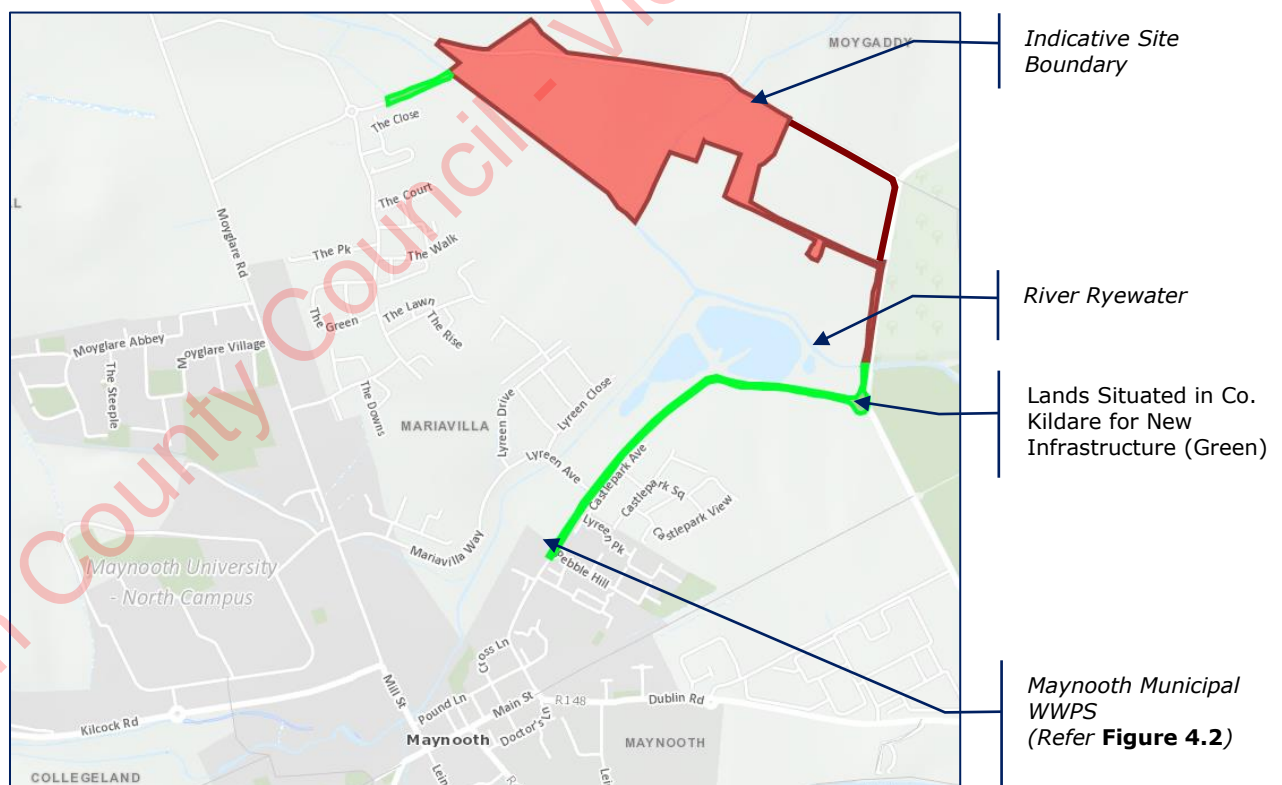 MOYGADDY
Indicative Site
Boundary
The Close
The Court
Moyglare Rd
The Pk
The Walk
The Lawn
The Green
The Rise
Moyglare Abbey
Moyglare Village
The Steeple
The Downs
MARIAVILLA
Lyreen Drive
Lyreen Close
Lyreen Ave
River Ryewater
Lands Situated in Co.
Kildare for New
Infrastructure (Green)
Castlepark Ave
Castlepark Sq
Castlepark View
Lyreen Pk
Mariavilla Way
Pebble Hill
Maynooth University
- North Campus
Cross Ln
Mill St
Pound Ln
Main St
R148
Dublin Rd
Doctor's Ln
Kilcock Rd
Maynooth
MAYNOOTH
COLLEGELAND
Lein
Lein
Maynooth Municipal
WWPS
(Refer Figure 4.2)
County Council - Vie